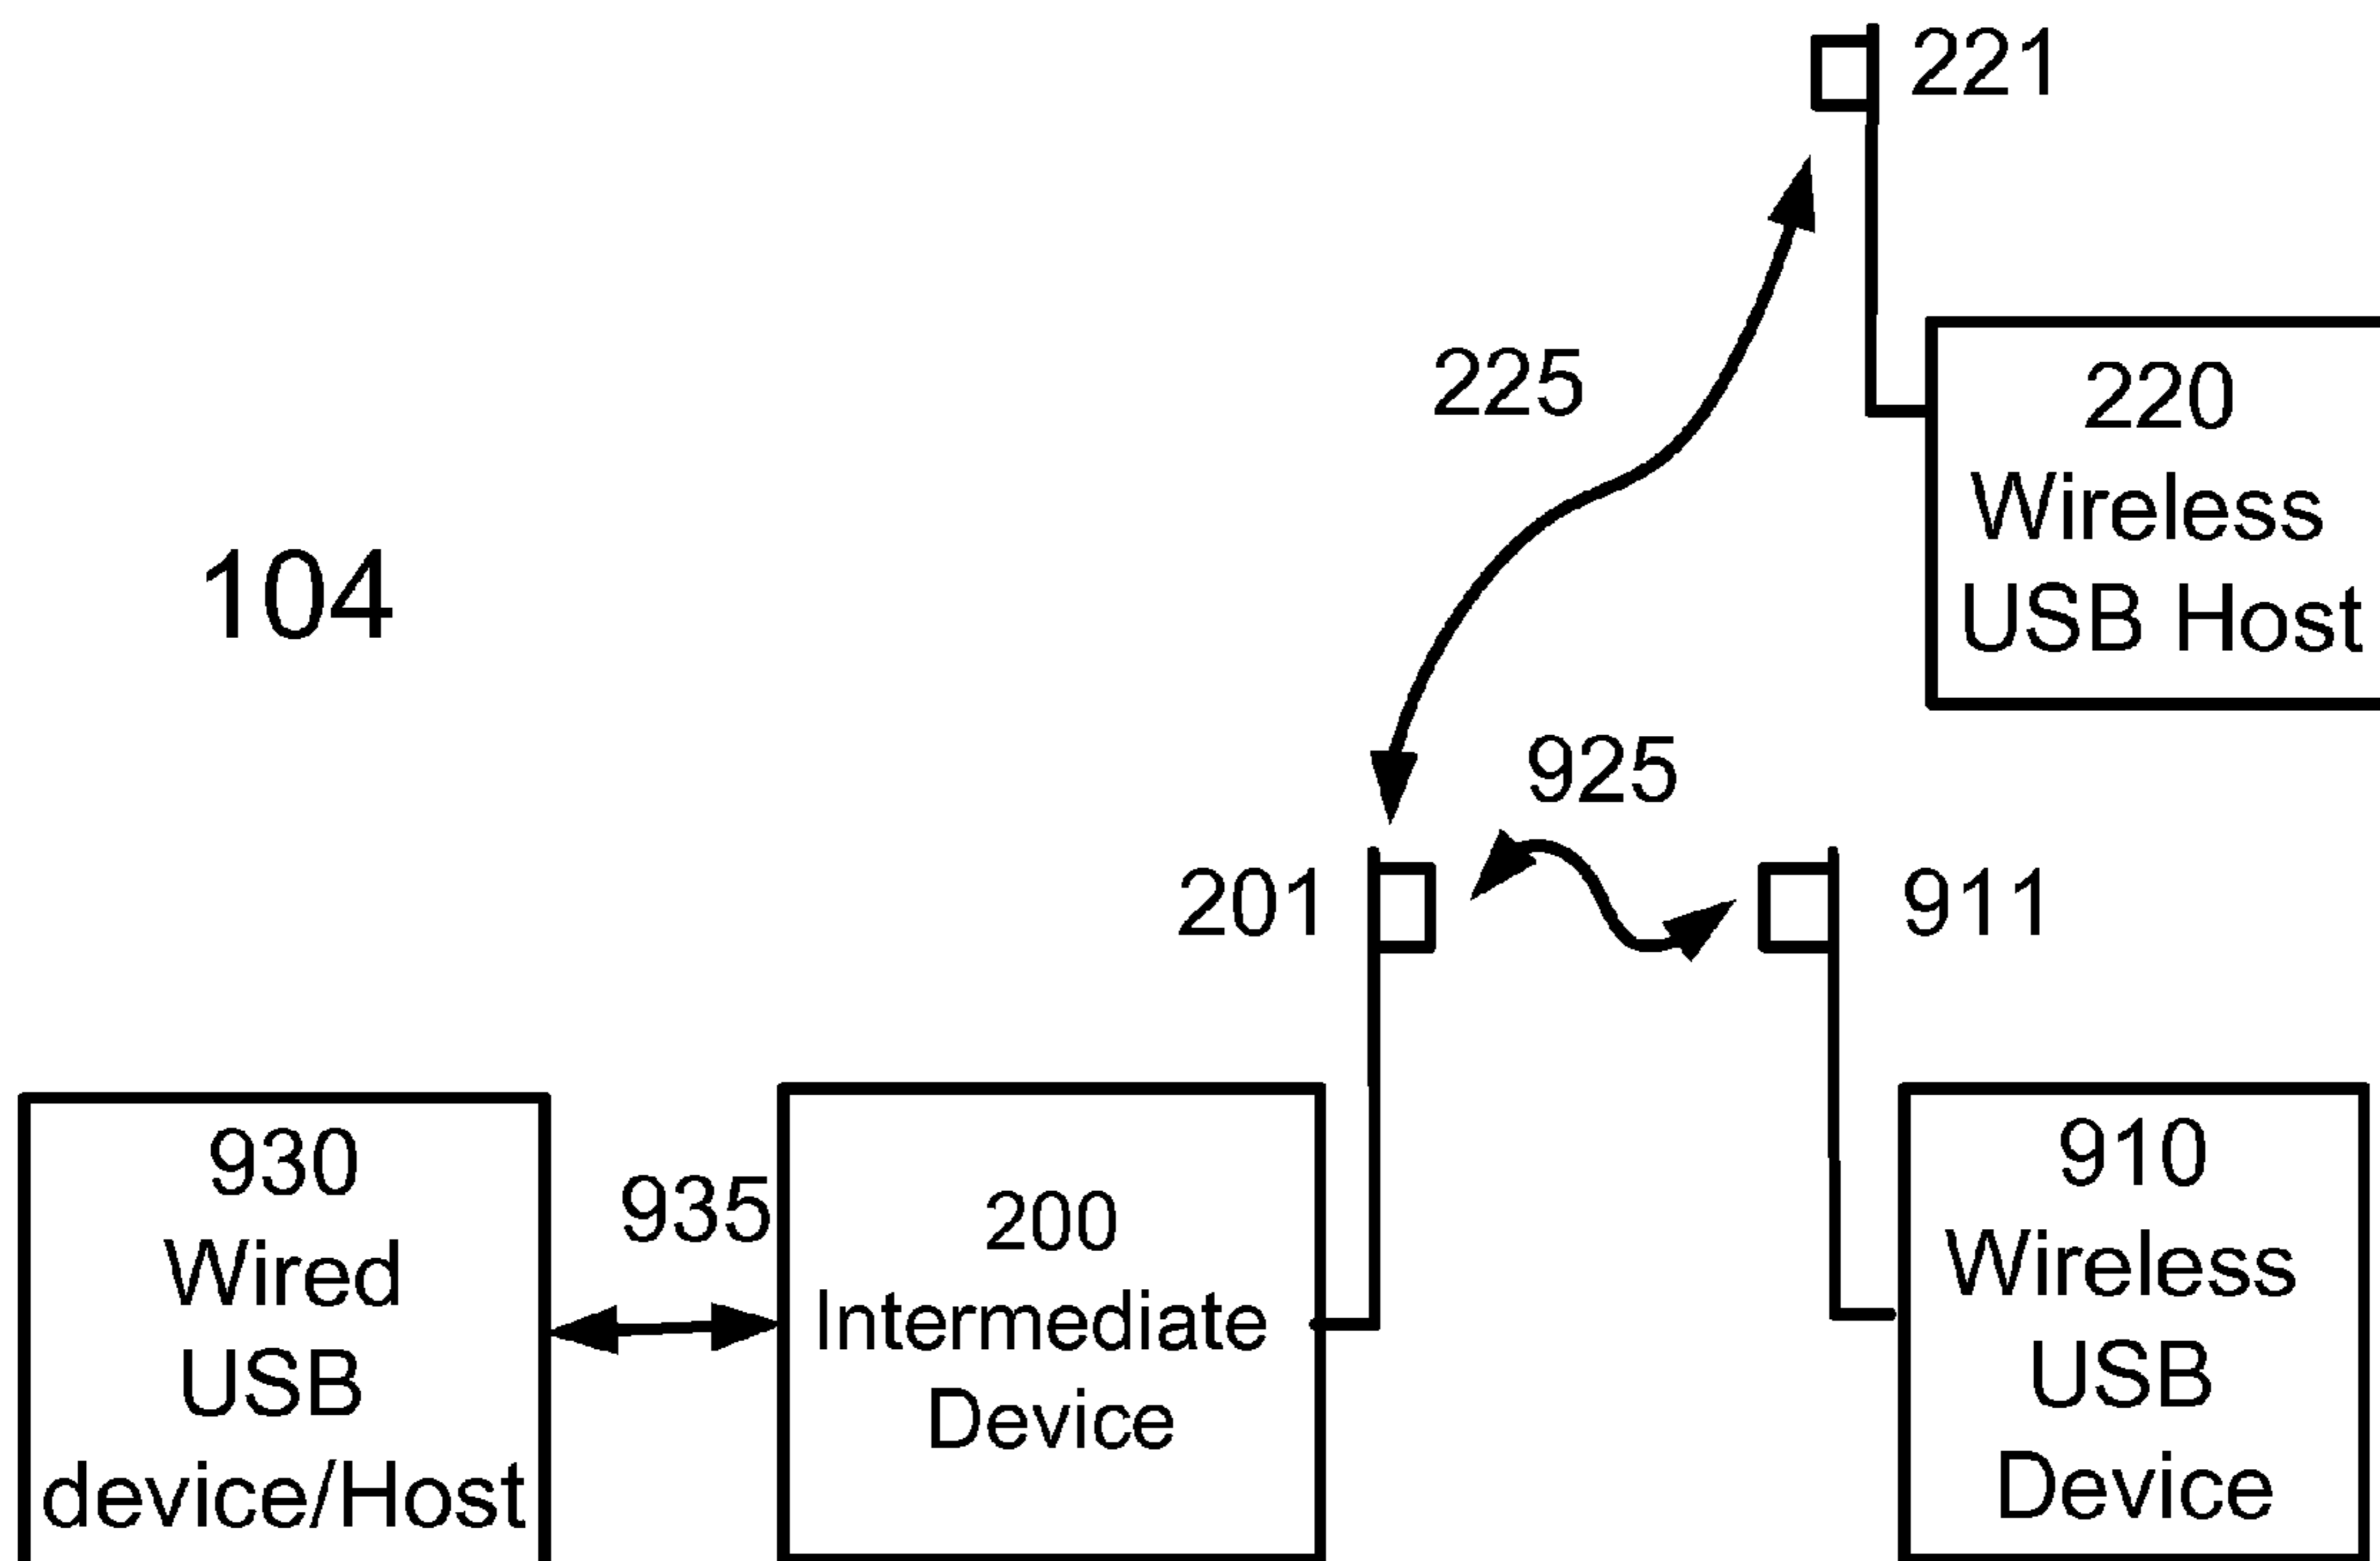 221
225
220
Wireless
USB Host
104
925
201
911
930
Wired
USB
device/Host
935
200
Intermediate
Device
910
Wireless
USB
Device